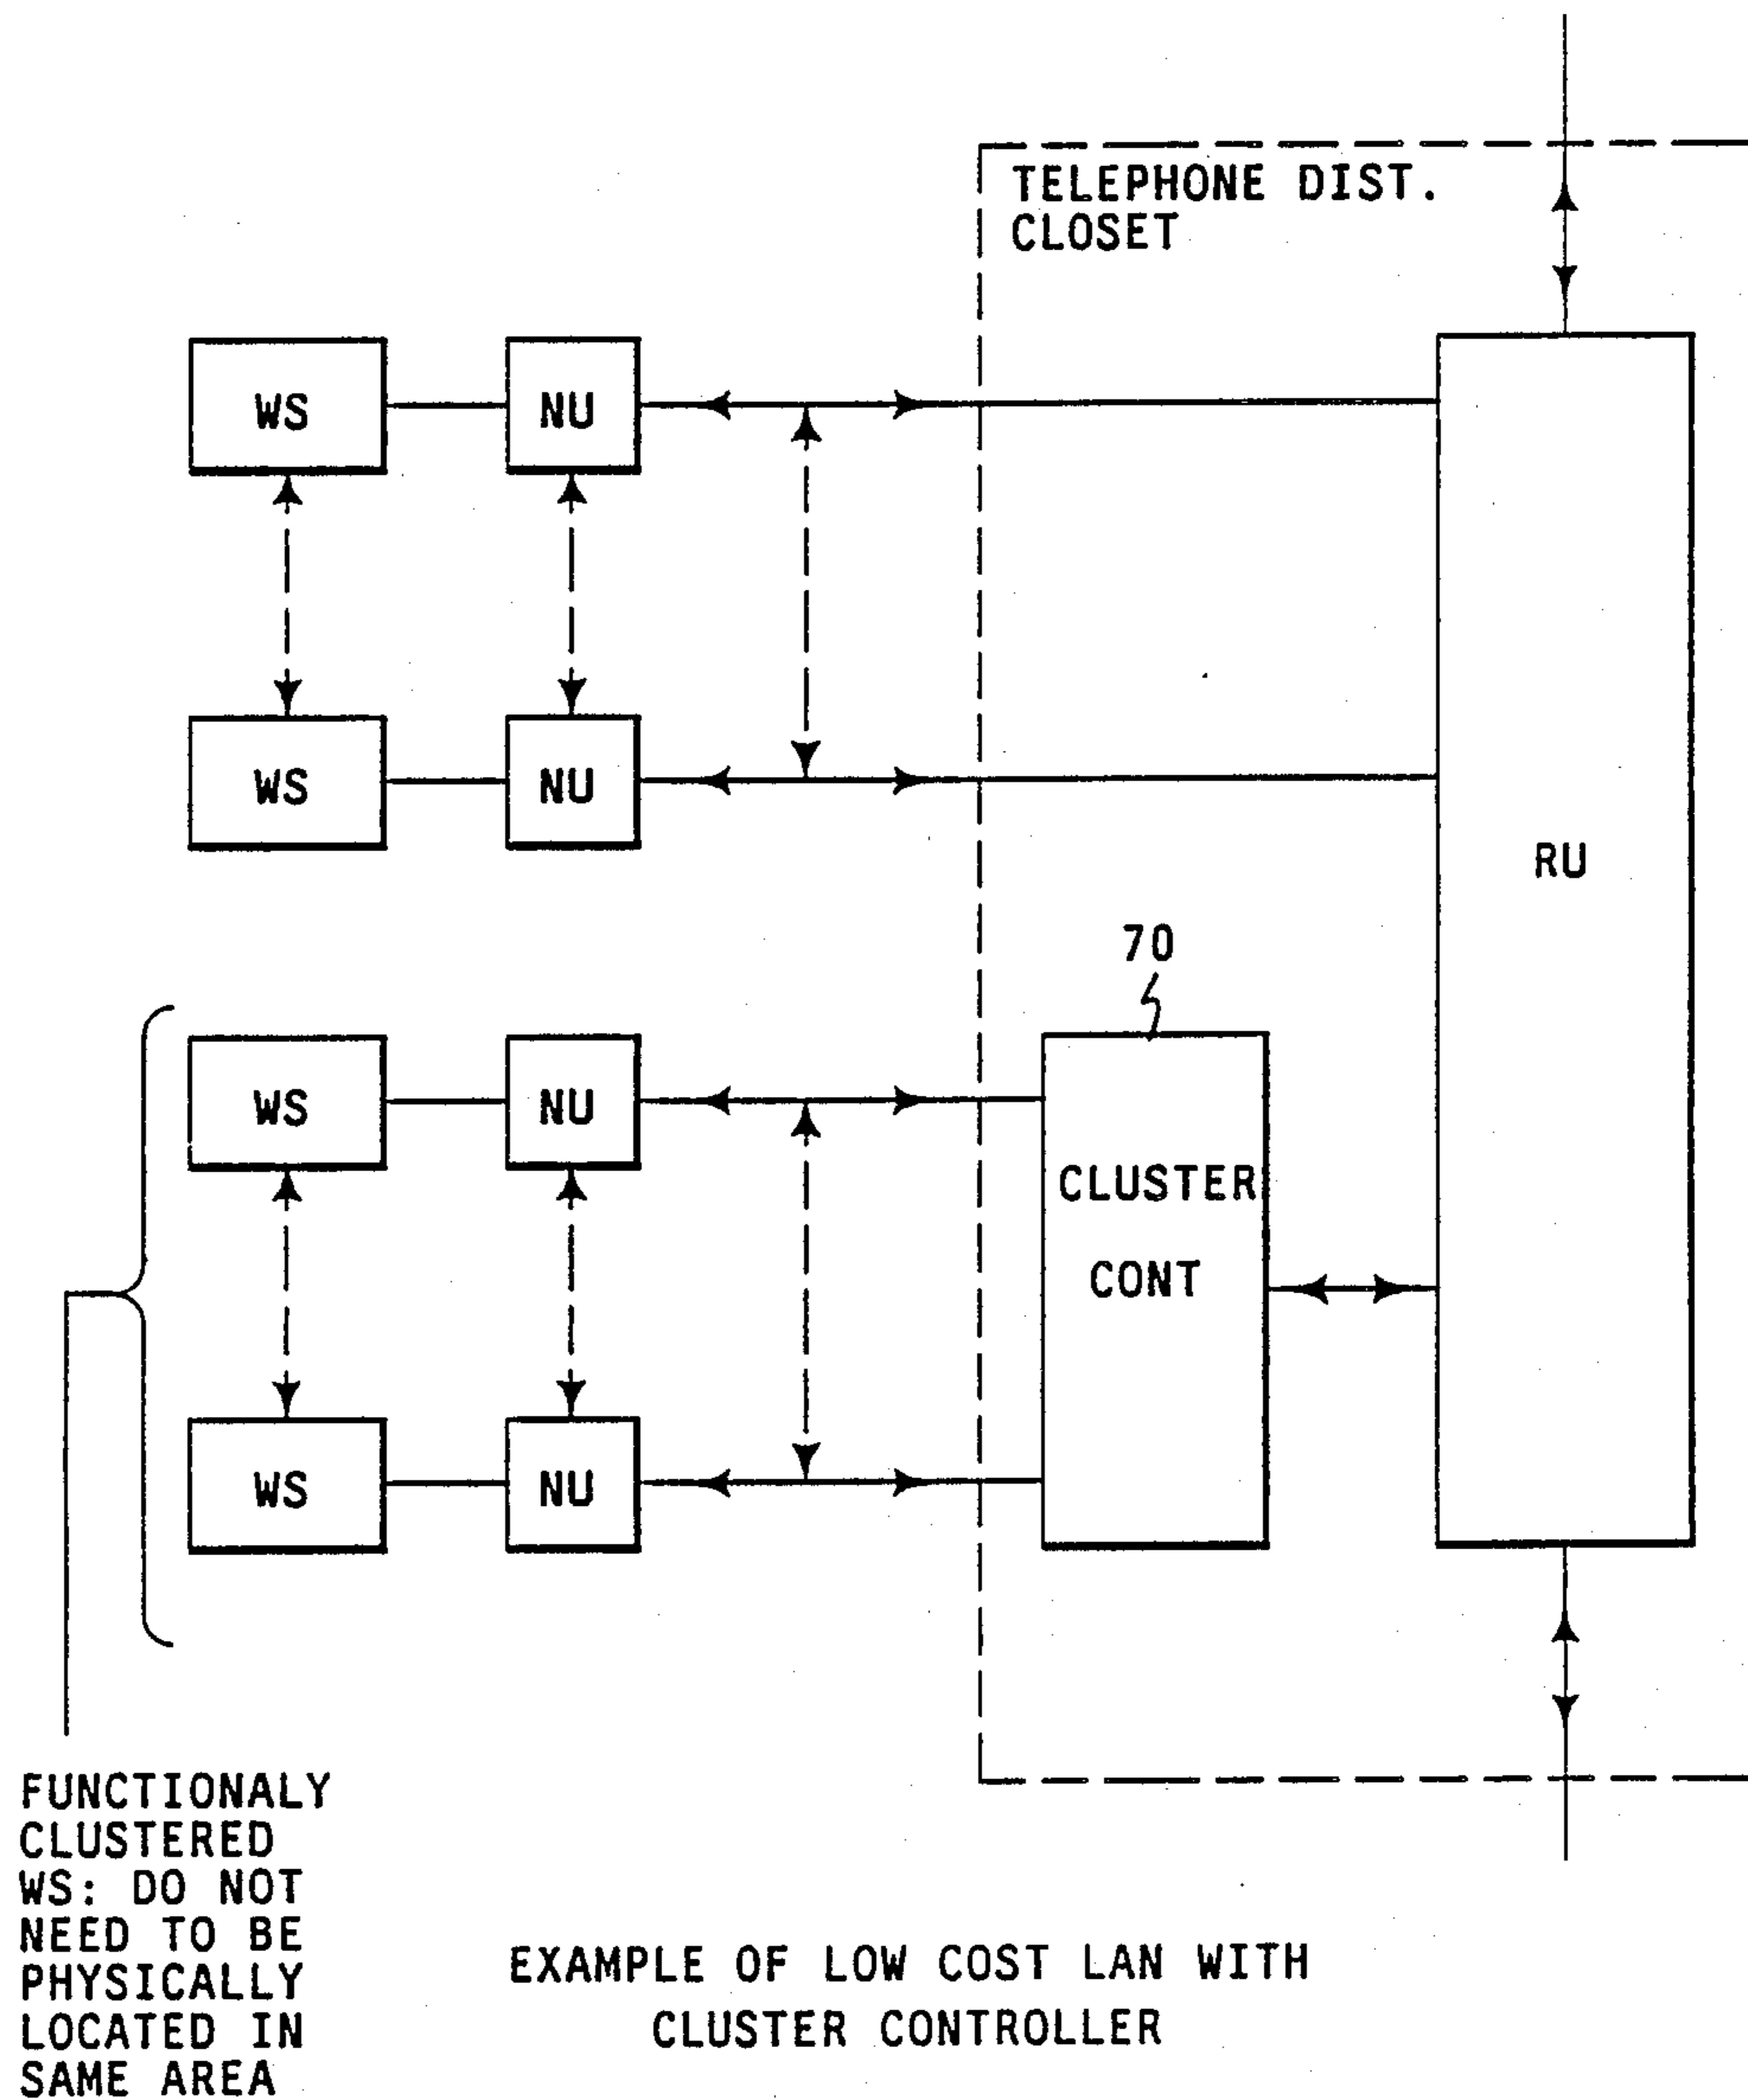 TELEPHONE DIST.
CLOSET
WS NU
WS NU
RU
70
WS NU
CLUSTER
CONT
WS NU
FUNCTIONALY
CLUSTERED
WS: DO NOT
NEED TO BE
PHYSICALLY
LOCATED IN
SAME AREA
EXAMPLE OF LOW COST LAN WITH
CLUSTER CONTROLLER